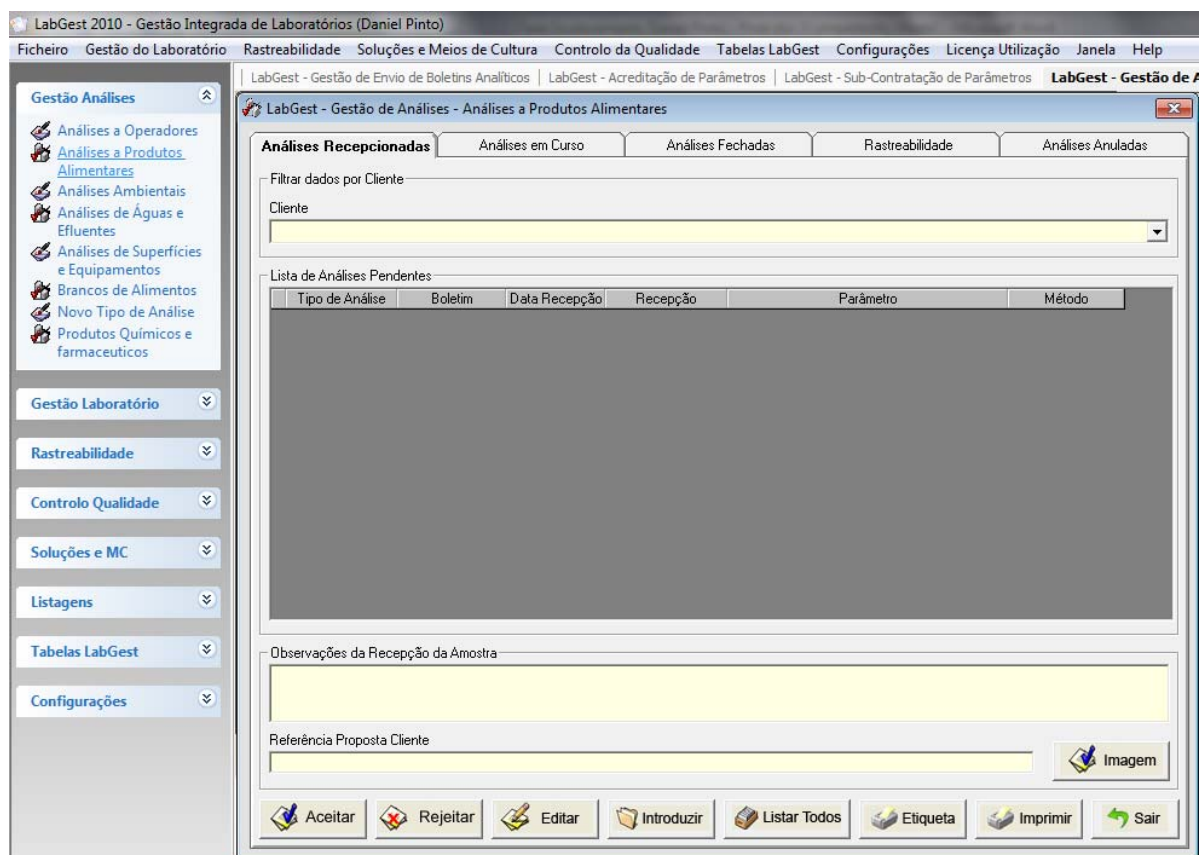 LabGest 2010 - Gestão Integrada de Laboratórios (Daniel Pinto)
Ficheiro Gestão do Laboratório Rastreabilidade Soluções e Meios de Cultura Controlo da Qualidade Tabelas LabGest Configurações Licença Utilização Janela Help
LabGest - Gestão de Envio de Boletins Analíticos | LabGest - Acreditação de Parâmetros | LabGest - Sub-Contratação de Parâmetros LabGest - Gestão de A
Gestão Análises
Análises a Operadores
Análises a Produtos
Alimentares
Análises Ambientais
Análises de Águas e
Efluentes
Análises de Superfícies
e Equipamentos
Brancos de Alimentos
Novo Tipo de Análise
Produtos Químicos e
farmaceuticos
Gestão Laboratório
Rastreabilidade
Controlo Qualidade
Soluções e MC
Listagens
Tabelas LabGest
Configurações
LabGest - Gestão de Análises - Análises a Produtos Alimentares
Análises Recepcionadas Análises em Curso Análises Fechadas Rastreabilidade Análises Anuladas
Filtrar dados por Cliente
Cliente
Lista de Análises Pendentes
Tipo de Análise Boletim Data Recepção Recepção Parâmetro Método
Observações da Recepção da Amostra
Referência Proposta Cliente
Imagem
Aceitar Rejeitar Editar Introduzir Listar Todos Etiqueta Imprimir Sair